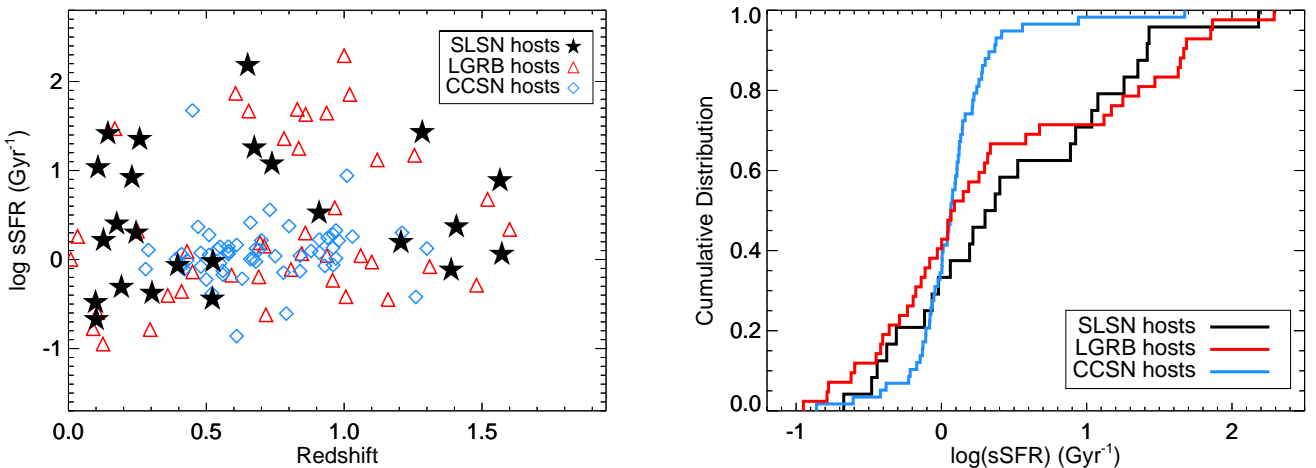 SLSN hosts
LGRB hosts
CCSN hosts
2
1
0
-1
log sSFR (Gyr⁻¹)
0.0 0.5 1.0 1.5
Redshift
1.0
0.8
0.6
0.4
0.2
0.0
Cumulative Distribution
SLSN hosts
LGRB hosts
CCSN hosts
-1 0 1 2
log(sSFR) (Gyr⁻¹)